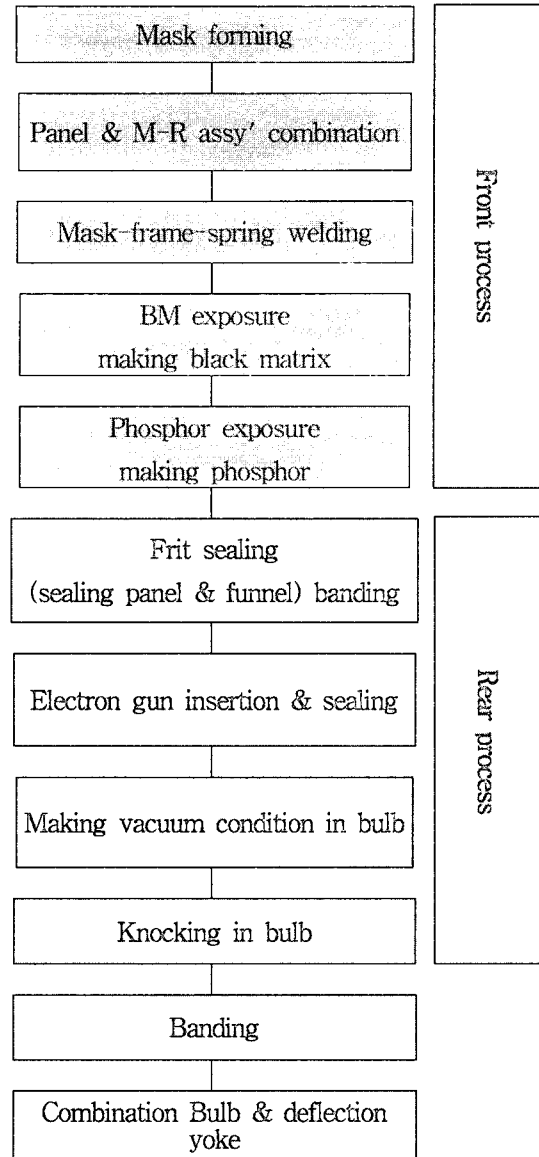 Mask forming
Panel & M-R assy' combination
Mask-frame-spring welding
BM exposure
making black matrix
Phosphor exposure
making phosphor
Front process
Frit sealing
(sealing panel & funnel) banding
Electron gun insertion & sealing
Making vacuum condition in bulb
Knocking in bulb
Rear process
Banding
Combination Bulb & deflection
yoke